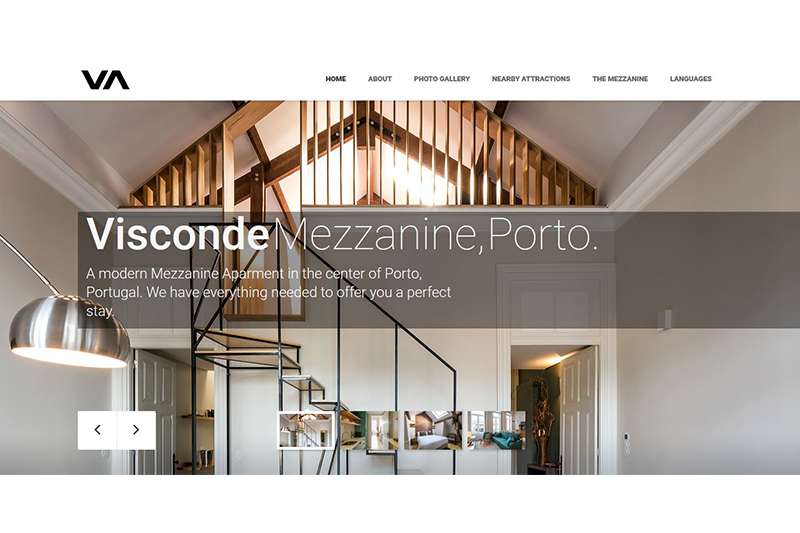 VA
HOME ABOUT PHOTO GALLERY NEARBY ATTRACTIONS THE MEZZANINE LANGUAGES
ViscondeMezzanine,Porto.
A modern Mezzanine Aparment in the center of Porto,
Portugal. We have everything needed to offer you a perfect
stay.